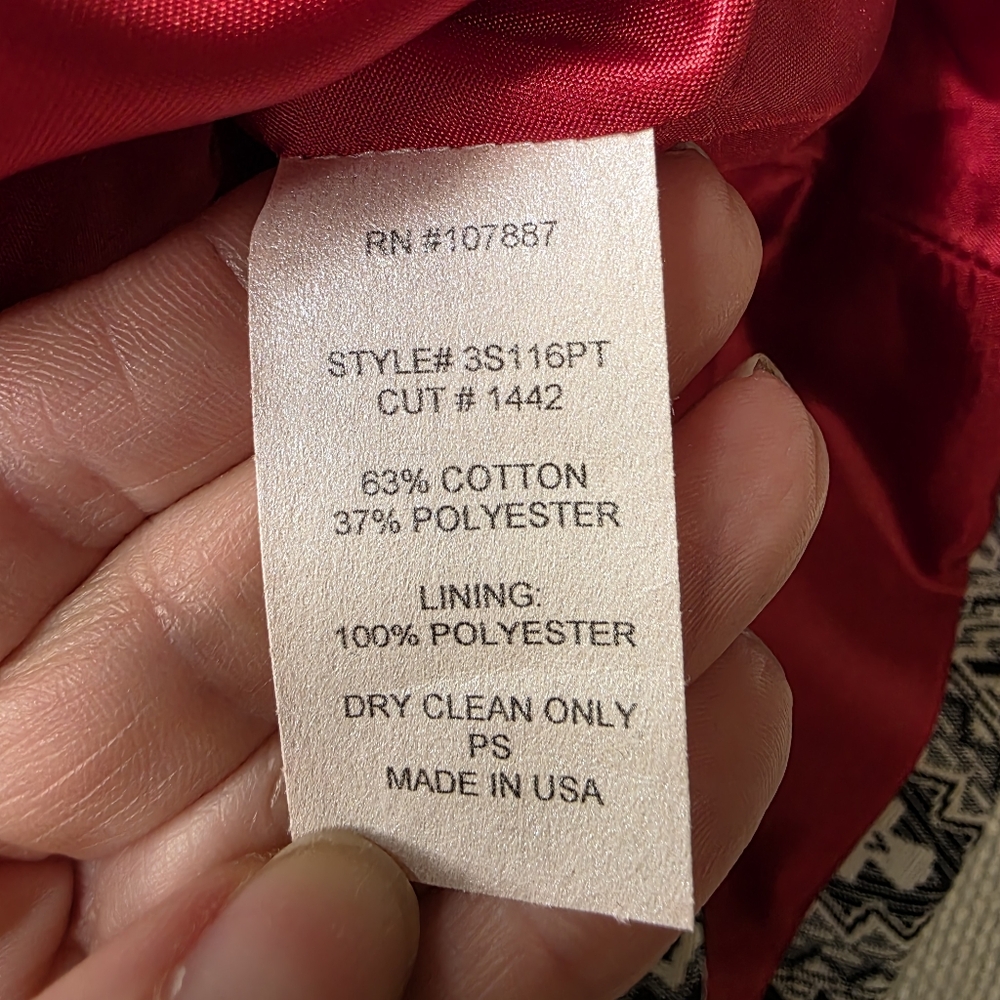 RN #107887
STYLE# 3S116PT
CUT # 1442
63% COTTON
37% POLYESTER
LINING:
100% POLYESTER
DRY CLEAN ONLY
PS
MADE IN USA